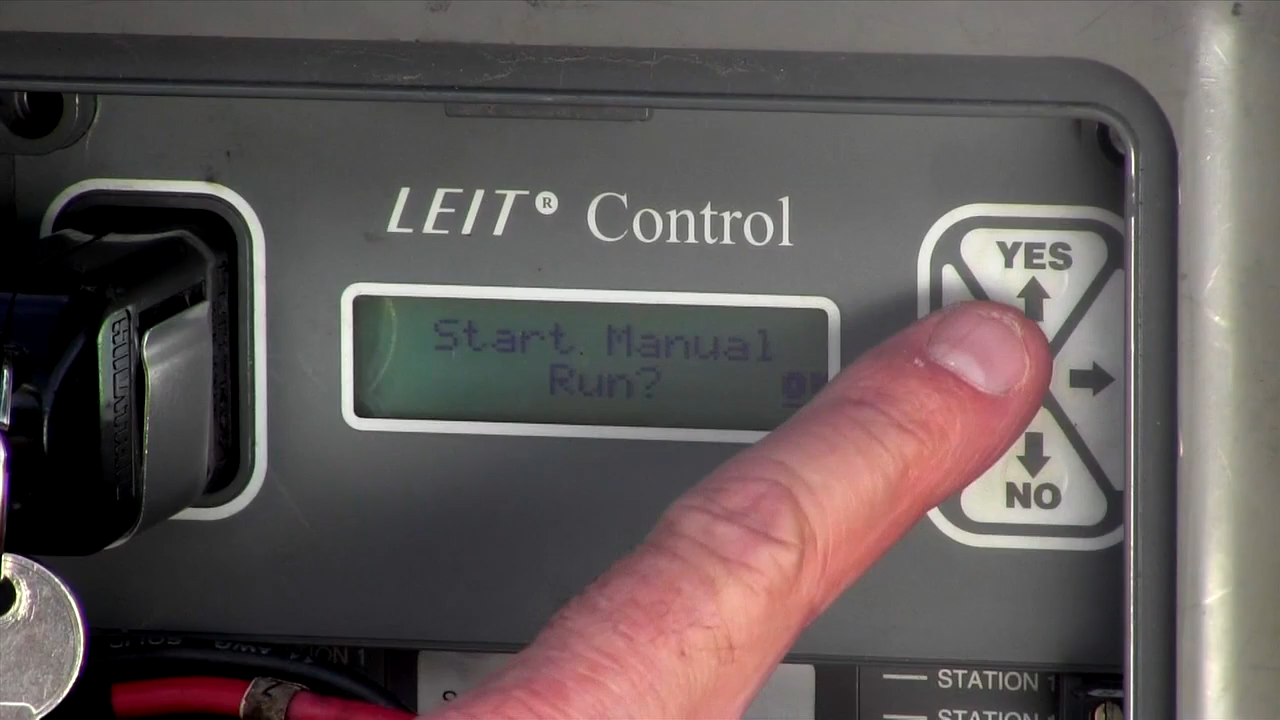 LEIT® Control
Start Manual
Run?
YES
NO
STATION 1
STATION